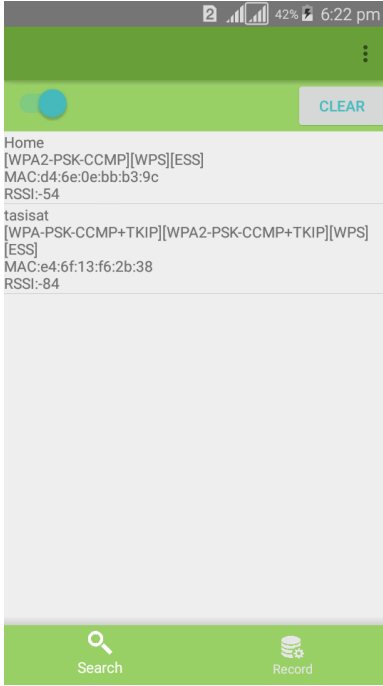 2 42% 6:22 pm
CLEAR
Home
[WPA2-PSK-CCMP][WPS][ESS]
MAC:d4:6e:0e:bb:b3:9c
RSSI:-54
tasisat
[WPA-PSK-CCMP+TKIP][WPA2-PSK-CCMP+TKIP][WPS]
[ESS]
MAC:e4:6f:13:f6:2b:38
RSSI:-84
Search
Record